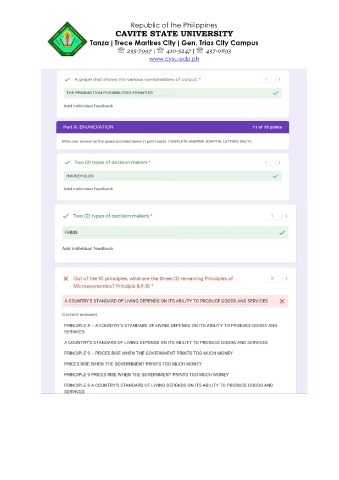 Republic of the Philippines
CAVITE STATE UNIVERSITY
Tanza | Trece Martires City | Gen. Trias City Campus
☏ 235-7997 | ☏ 410-5247 | ☏ 437-0693
www.cvsu.edu.ph
A graph that shows the various combinations of output. *
1 / 1
THE PRODUCTION POSSIBILITIES FRONTIER
Add individual feedback
Part III. ENUMERATION
11 of 15 points
Write your answer on the space provided below (1 point each). COMPLETE ANSWER. (CAPITAL LETTERS ONLY)
Two (2) types of decision makers *
1 / 1
HOUSEHOLDS
Add individual feedback
Two (2) types of decision makers *
1 / 1
FIRMS
Add individual feedback
Out of the 10 principles, what are the three (3) remaining Principles of
Microeconomics? Principle 8,9,10 *
0 / 1
A COUNTRY'S STANDARD OF LIVING DEPENDS ON ITS ABILITY TO PRODUCE GOODS AND SERVICES
Correct answers
PRINCIPLE 8 – A COUNTRY'S STANDARD OF LIVING DEPENDS ON ITS ABILITY TO PRODUCE GOODS AND
SERVICES
A COUNTRY'S STANDARD OF LIVING DEPENDS ON ITS ABILITY TO PRODUCE GOODS AND SERVICES
PRINCIPLE 9 – PRICES RISE WHEN THE GOVERNMENT PRINTS TOO MUCH MONEY
PRICES RISE WHEN THE GOVERNMENT PRINTS TOO MUCH MONEY
PRINCIPLE 9 PRICES RISE WHEN THE GOVERNMENT PRINTS TOO MUCH MONEY
PRINCIPLE 8 A COUNTRY'S STANDARD OF LIVING DEPENDS ON ITS ABILITY TO PRODUCE GOODS AND
SERVICES